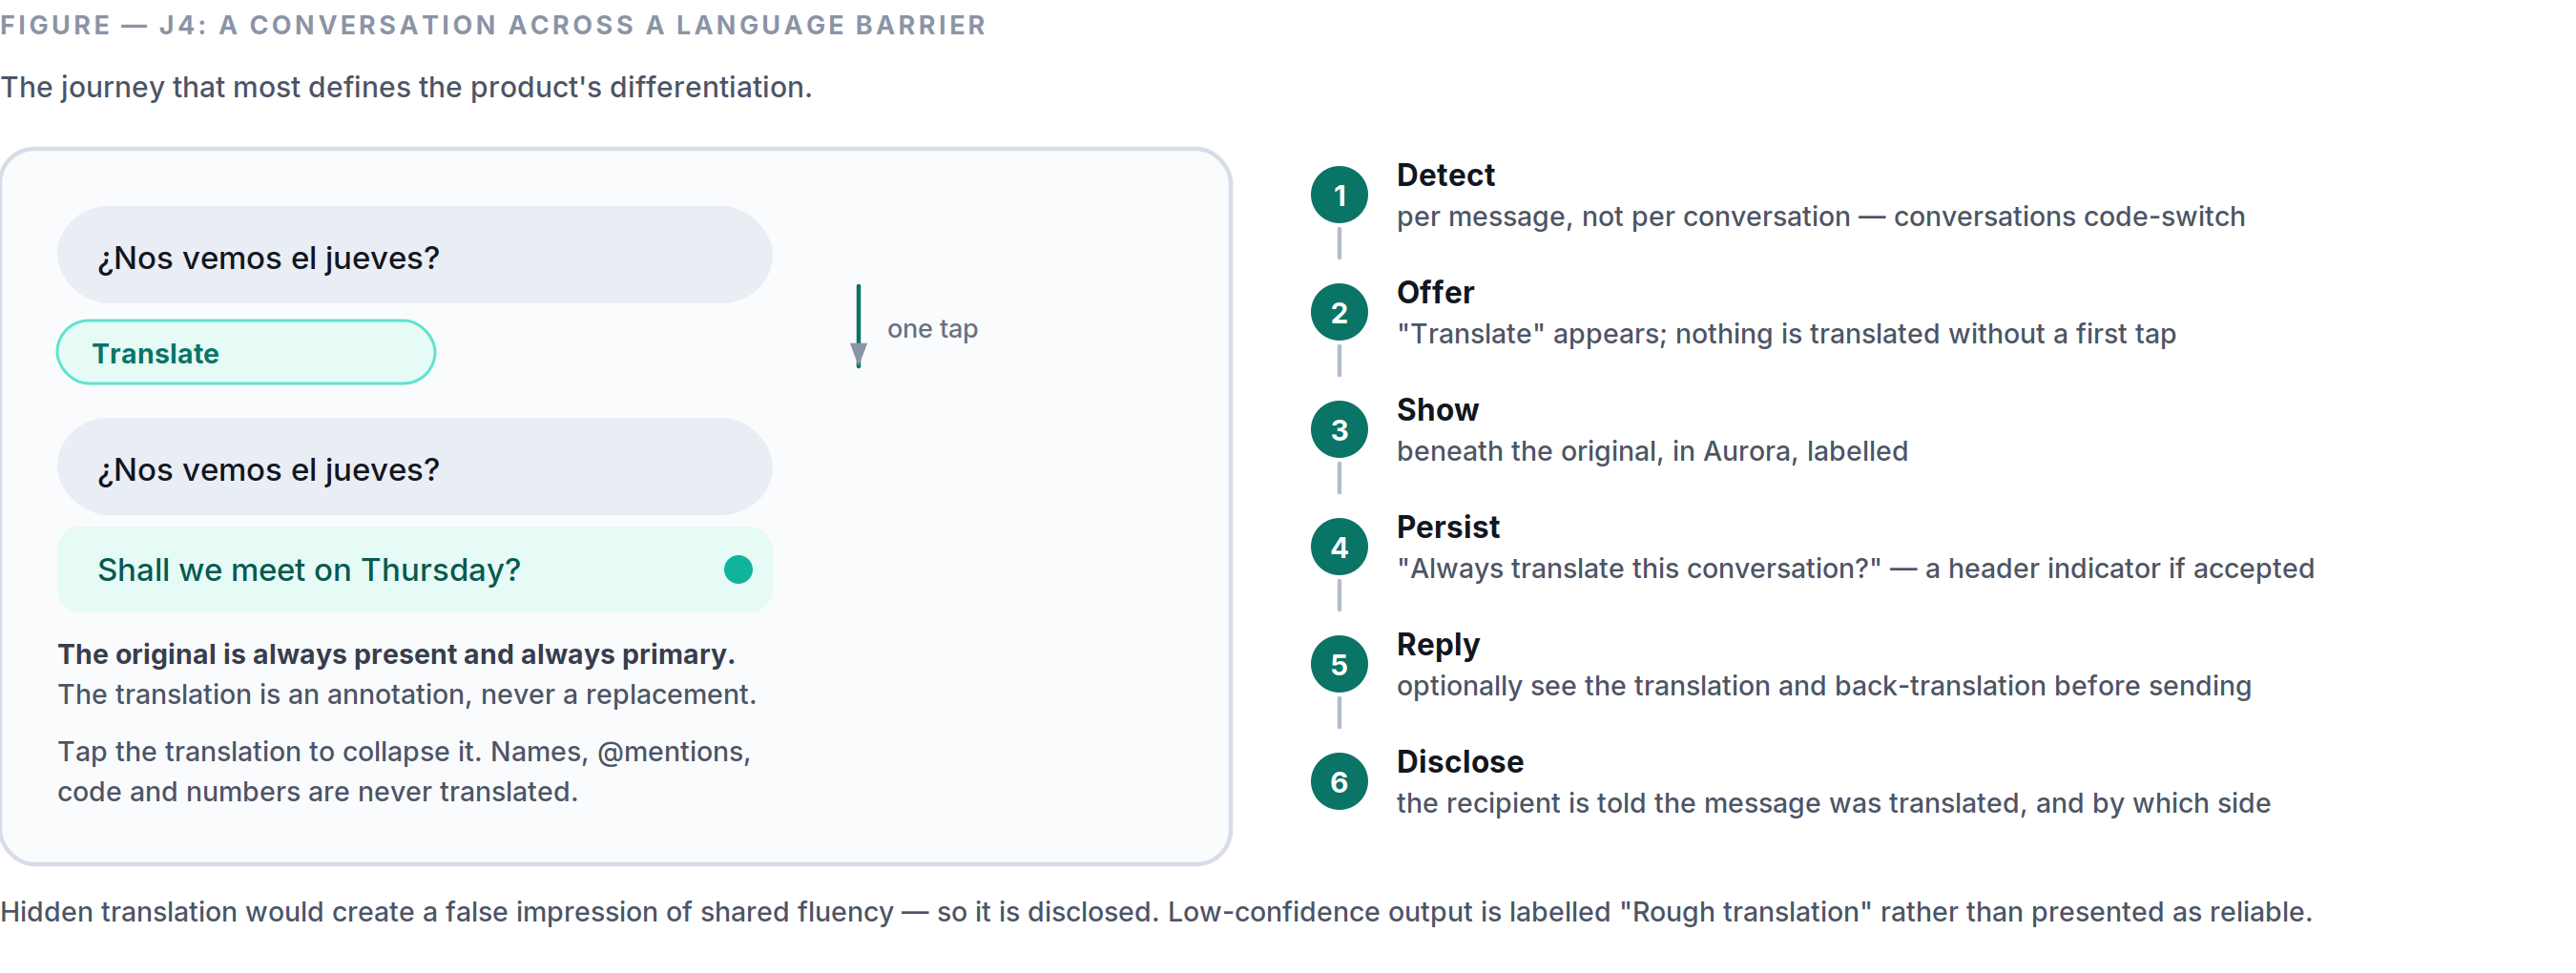 FIGURE — J4: A CONVERSATION ACROSS A LANGUAGE BARRIER
The journey that most defines the product's differentiation.
¿Nos vemos el jueves?
one tap
Translate
¿Nos vemos el jueves?
Shall we meet on Thursday?
The original is always present and always primary.
The translation is an annotation, never a replacement.
Tap the translation to collapse it. Names, @mentions,
code and numbers are never translated.
1
Detect
per message, not per conversation — conversations code-switch
2
Offer
"Translate" appears; nothing is translated without a first tap
3
Show
beneath the original, in Aurora, labelled
4
Persist
"Always translate this conversation?" — a header indicator if accepted
5
Reply
optionally see the translation and back-translation before sending
6
Disclose
the recipient is told the message was translated, and by which side
Hidden translation would create a false impression of shared fluency — so it is disclosed. Low-confidence output is labelled "Rough translation" rather than presented as reliable.